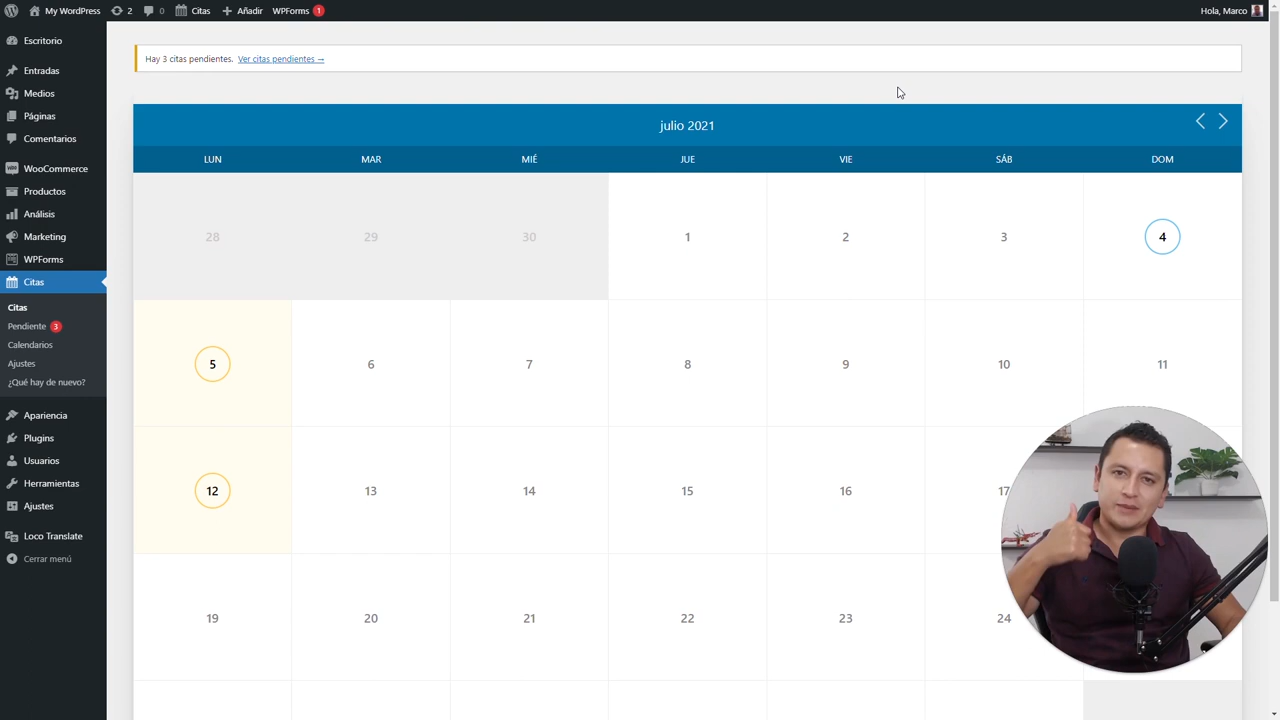 My WordPress 2 0 Citas Añadir WPForms 1 Hola, Marco
Escritorio
Entradas
Medios
Páginas
Comentarios
WooCommerce
Productos
Análisis
Marketing
WPForms
Citas
Citas
Pendiente 3
Calendarios
Ajustes
¿Qué hay de nuevo?
Apariencia
Plugins
Usuarios
Herramientas
Ajustes
Loco Translate
Cerrar menú
Hay 3 citas pendientes. Ver citas pendientes →
julio 2021
LUN MAR MIÉ JUE VIE SÁB DOM
28 29 30 1 2 3 4
5 6 7 8 9 10 11
12 13 14 15 16 17
19 20 21 22 23 24